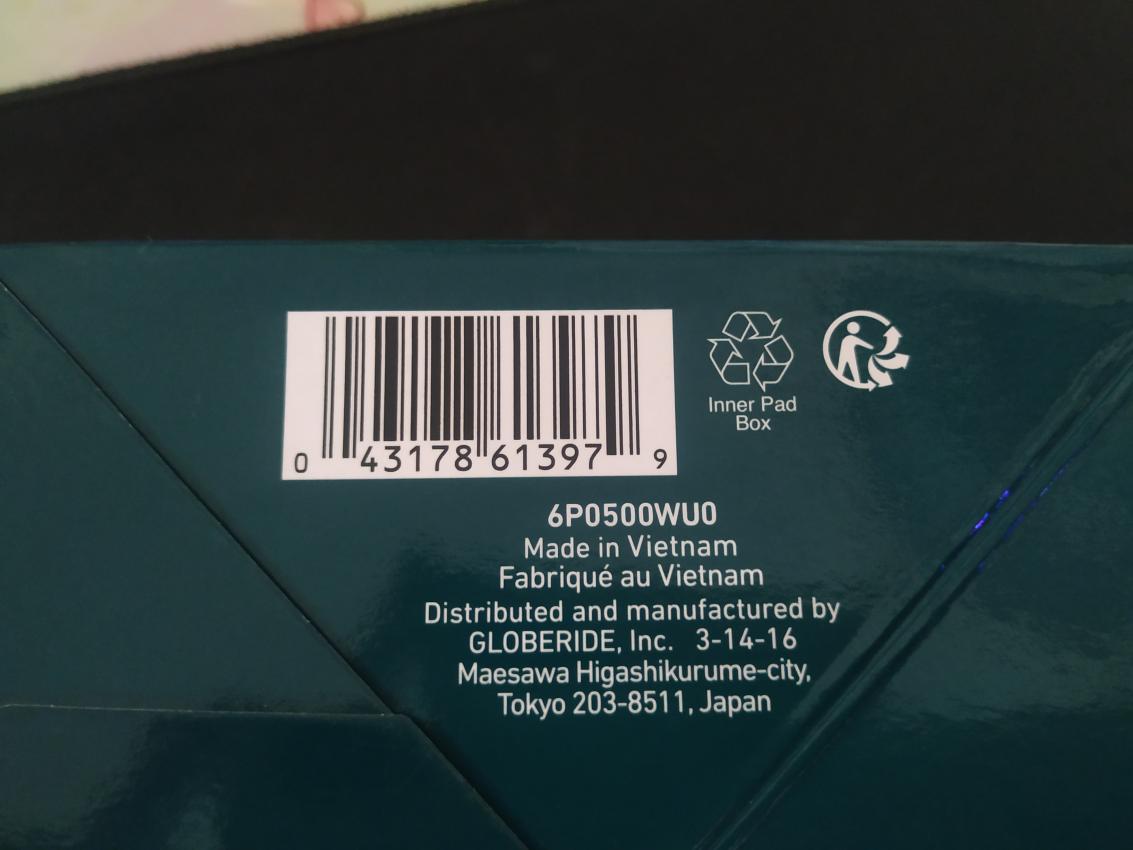 0 43178 61397 9
Inner Pad
Box
6P0500WU0
Made in Vietnam
Fabriqué au Vietnam
Distributed and manufactured by
GLOBERIDE, Inc. 3-14-16
Maesawa Higashikurume-city,
Tokyo 203-8511, Japan